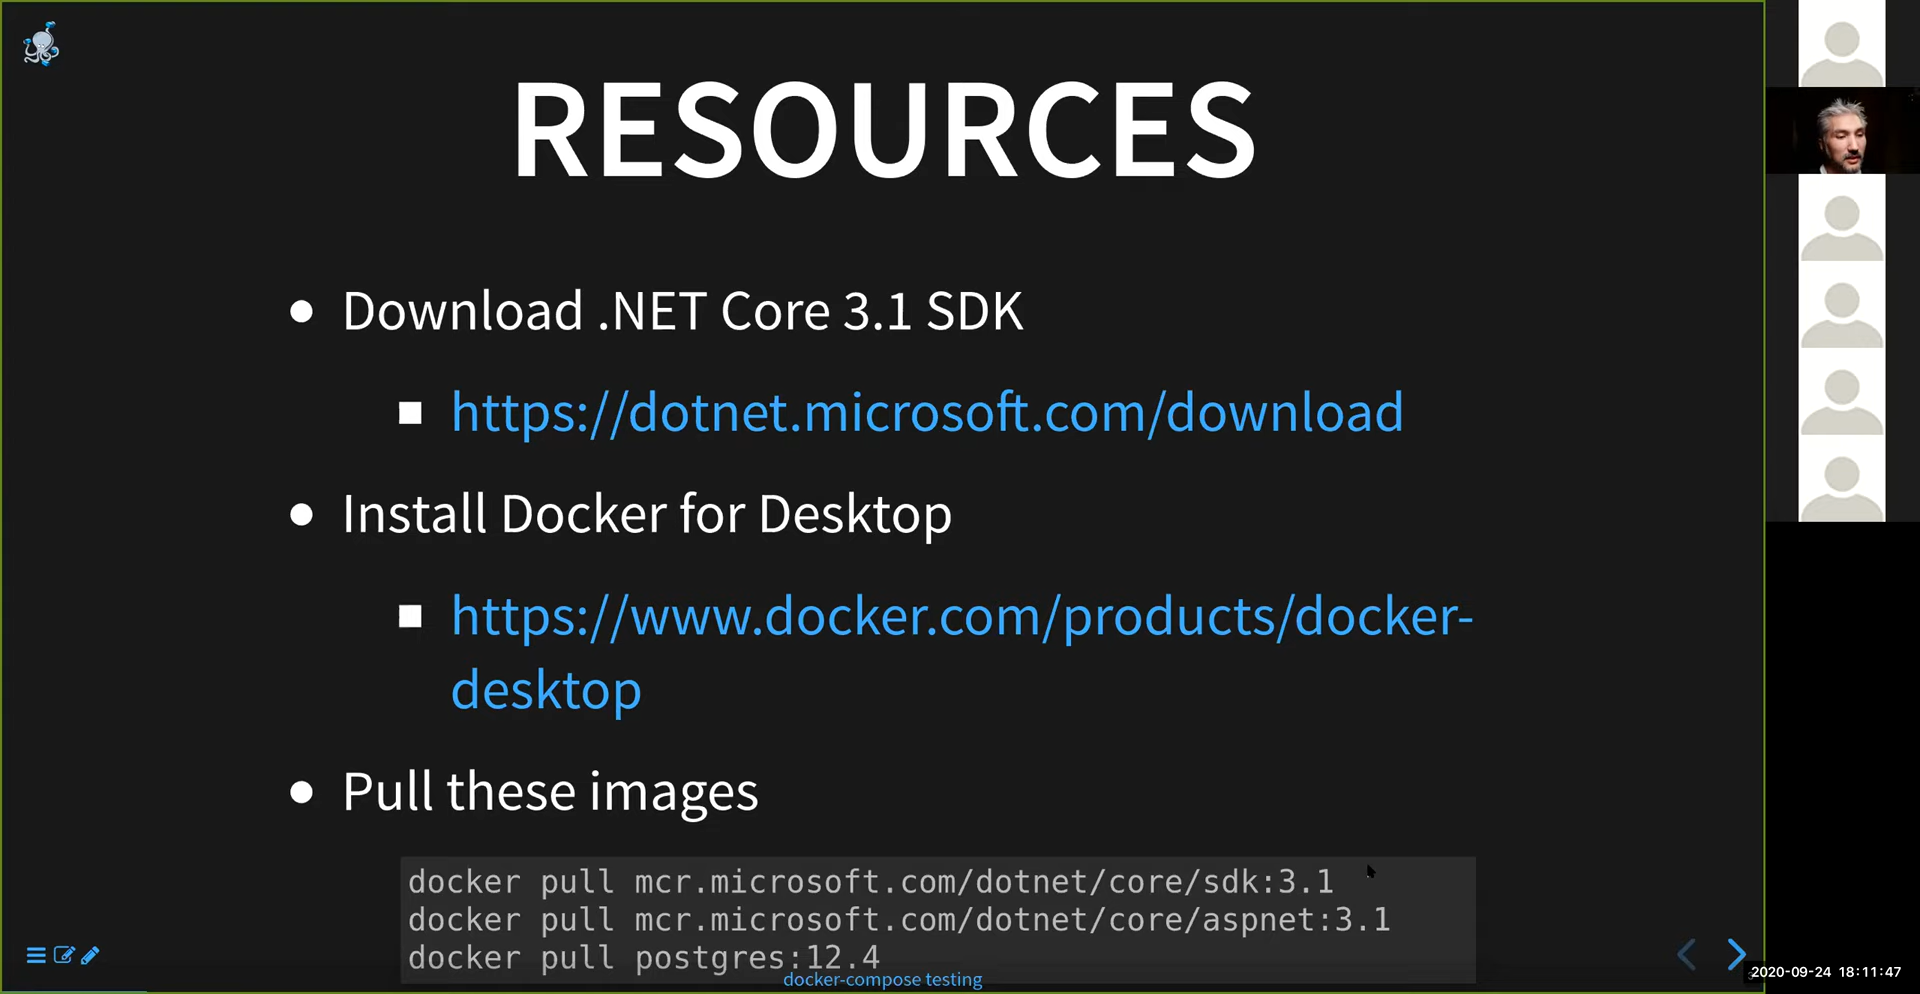 RESOURCES
Download .NET Core 3.1 SDK
https://dotnet.microsoft.com/download
Install Docker for Desktop
https://www.docker.com/products/docker-
desktop
Pull these images
docker pull mcr.microsoft.com/dotnet/core/sdk:3.1
docker pull mcr.microsoft.com/dotnet/core/aspnet:3.1
docker pull postgres:12.4
docker-compose testing
2020-09-24 18:11:47